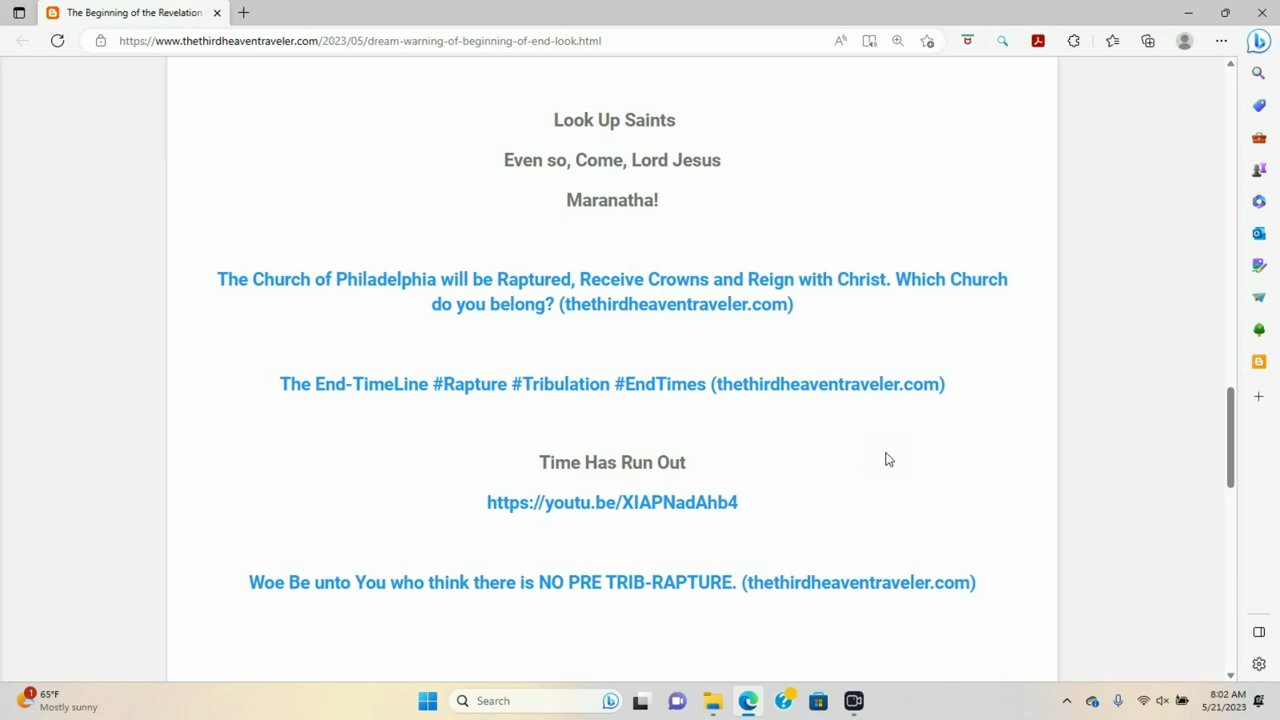 The Beginning of the Revelation
https://www.thethirdheaventraveler.com/2023/05/dream-warning-of-beginning-of-end-look.html
Look Up Saints
Even so, Come, Lord Jesus
Maranatha!
The Church of Philadelphia will be Raptured, Receive Crowns and Reign with Christ. Which Church
do you belong? (thethirdheaventraveler.com)
The End-TimeLine #Rapture #Tribulation #EndTimes (thethirdheaventraveler.com)
Time Has Run Out
https://youtu.be/XIAPNadAhb4
Woe Be unto You who think there is NO PRE TRIB-RAPTURE. (thethirdheaventraveler.com)
1
65°F
Mostly sunny
Search
8:02 AM
5/21/2023